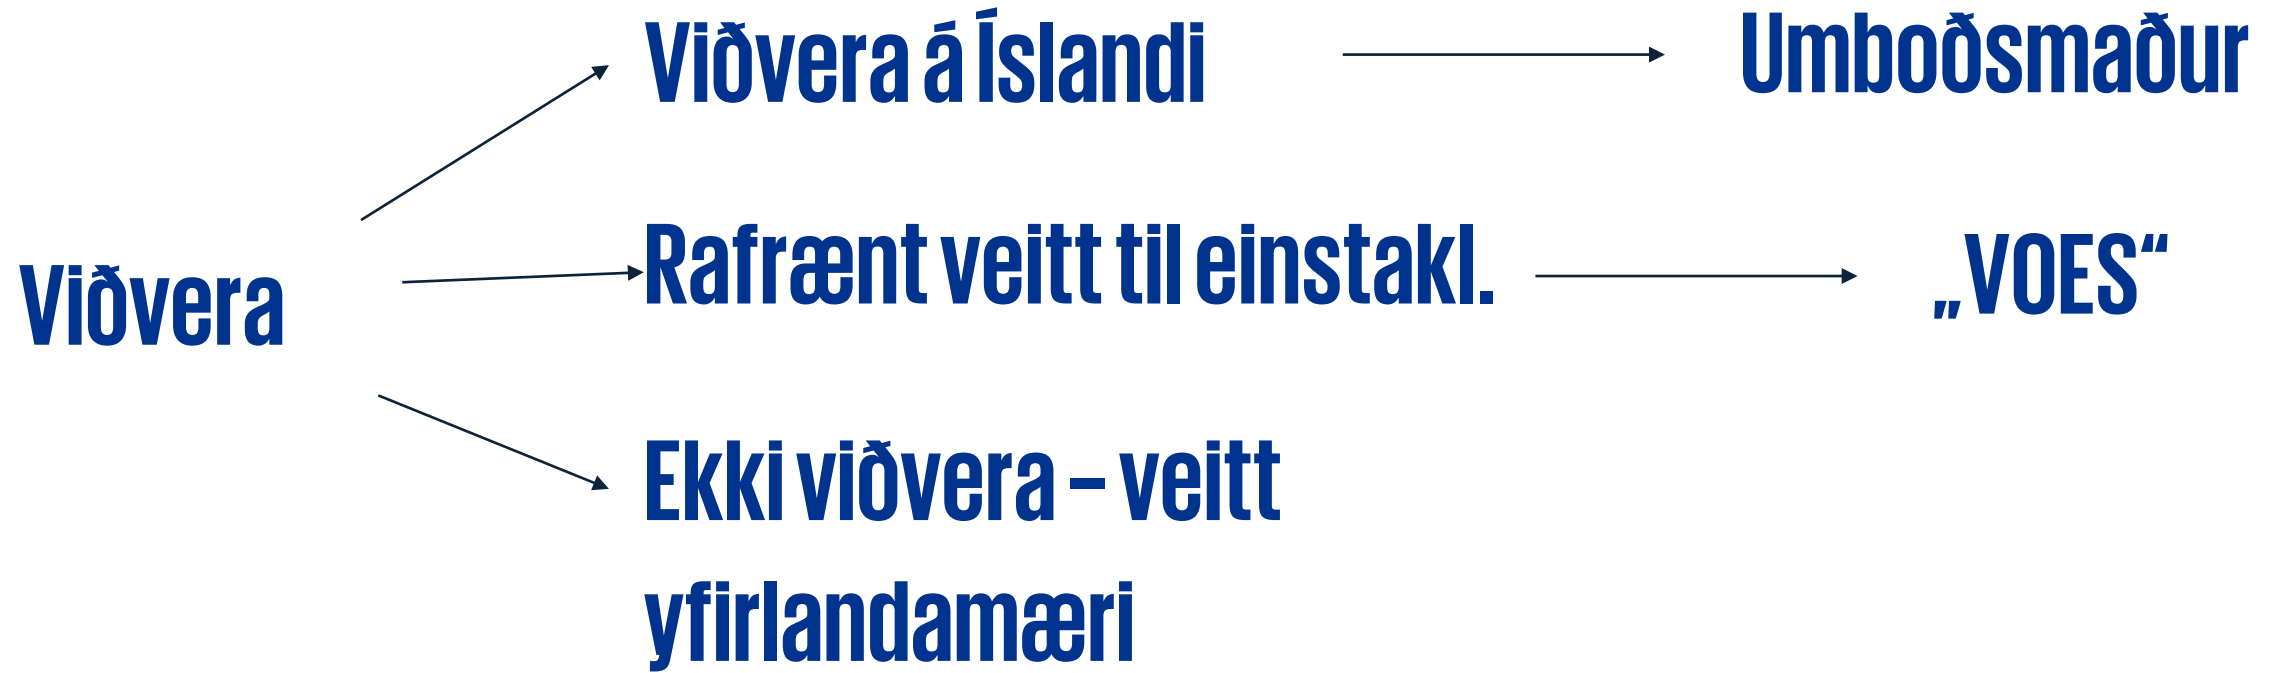 Viðvera
Viðvera á Íslandi
Umboðsmaður
Rafrænt veitt til einstakl.
„VOES“
Ekki viðvera – veitt
yfirlandamæri